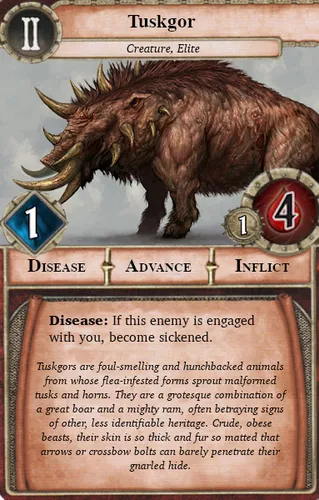 II
Tuskgor
Creature, Elite
1
1
4
DISEASE ADVANCE INFLICT
Disease: If this enemy is engaged
with you, become sickened.
Tuskgors are foul-smelling and hunchbacked animals
from whose flea-infested forms sprout malformed
tusks and horns. They are a grotesque combination of
a great boar and a mighty ram, often betraying signs
of other, less identifiable heritage. Crude, obese
beasts, their skin is so thick and fur so matted that
arrows or crossbow bolts can barely penetrate their
gnarled hide.